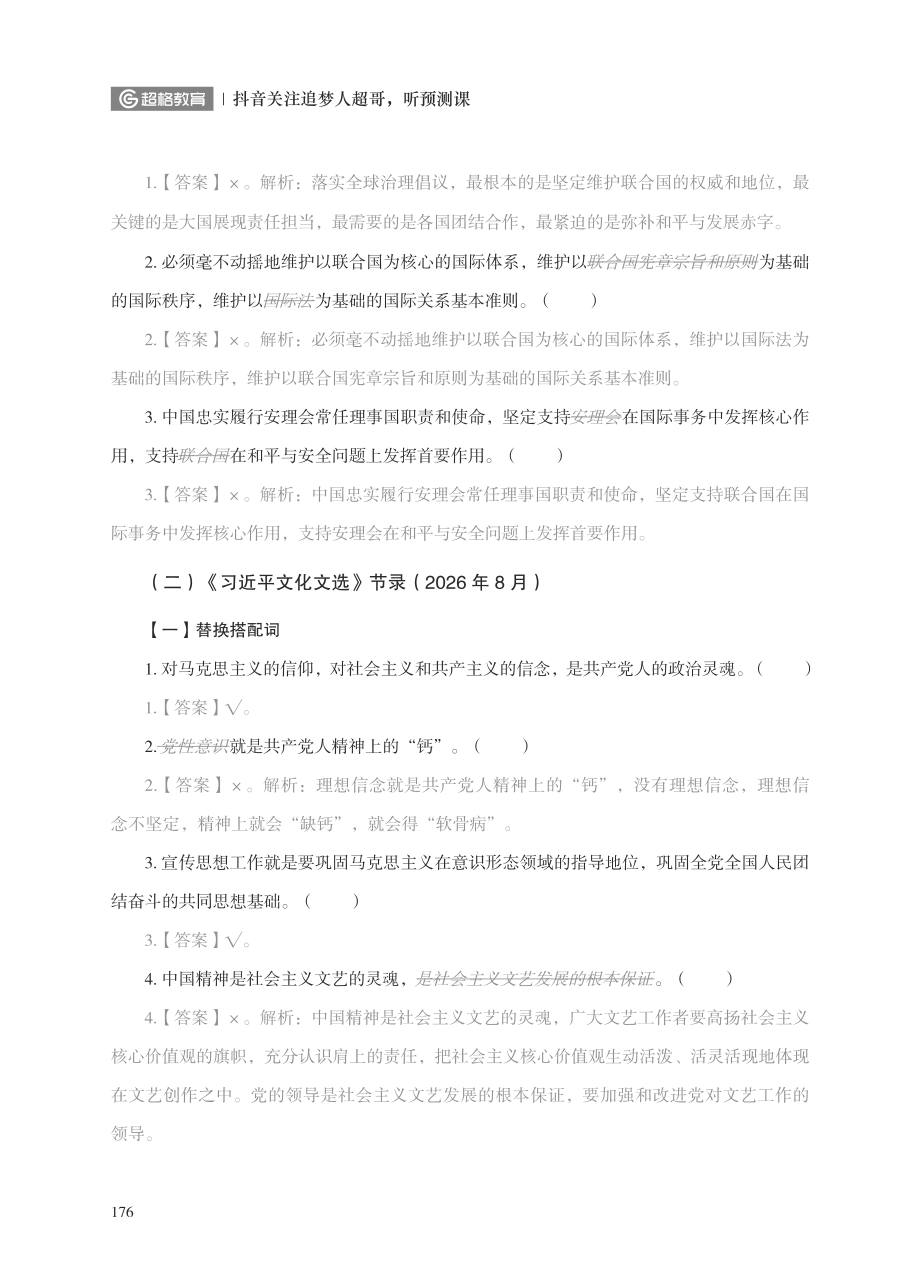 超格教育 | 抖音关注追梦人超哥，听预测课
1.【答案】×。解析：落实全球治理倡议，最根本的是坚定维护联合国的权威和地位，最
关键的是大国展现责任担当，最需要的是各国团结合作，最紧迫的是弥补和平与发展赤字。
2. 必须毫不动摇地维护以联合国为核心的国际体系，维护以联合国宪章宗旨和原则为基础
的国际秩序，维护以国际法为基础的国际关系基本准则。（　　）
2.【答案】×。解析：必须毫不动摇地维护以联合国为核心的国际体系，维护以国际法为
基础的国际秩序，维护以联合国宪章宗旨和原则为基础的国际关系基本准则。
3. 中国忠实履行安理会常任理事国职责和使命，坚定支持安理会在国际事务中发挥核心作
用，支持联合国在和平与安全问题上发挥首要作用。（　　）
3.【答案】×。解析：中国忠实履行安理会常任理事国职责和使命，坚定支持联合国在国
际事务中发挥核心作用，支持安理会在和平与安全问题上发挥首要作用。
（二）《习近平文化文选》节录（2026 年 8 月）
【一】替换搭配词
1. 对马克思主义的信仰，对社会主义和共产主义的信念，是共产党人的政治灵魂。（　　）
1.【答案】√。
2. 党性意识就是共产党人精神上的“钙”。（　　）
2.【答案】×。解析：理想信念就是共产党人精神上的“钙”，没有理想信念，理想信
念不坚定，精神上就会“缺钙”，就会得“软骨病”。
3. 宣传思想工作就是要巩固马克思主义在意识形态领域的指导地位，巩固全党全国人民团
结奋斗的共同思想基础。（　　）
3.【答案】√。
4. 中国精神是社会主义文艺的灵魂，是社会主义文艺发展的根本保证。（　　）
4.【答案】×。解析：中国精神是社会主义文艺的灵魂，广大文艺工作者要高扬社会主义
核心价值观的旗帜，充分认识肩上的责任，把社会主义核心价值观生动活泼、活灵活现地体现
在文艺创作之中。党的领导是社会主义文艺发展的根本保证，要加强和改进党对文艺工作的
领导。
176